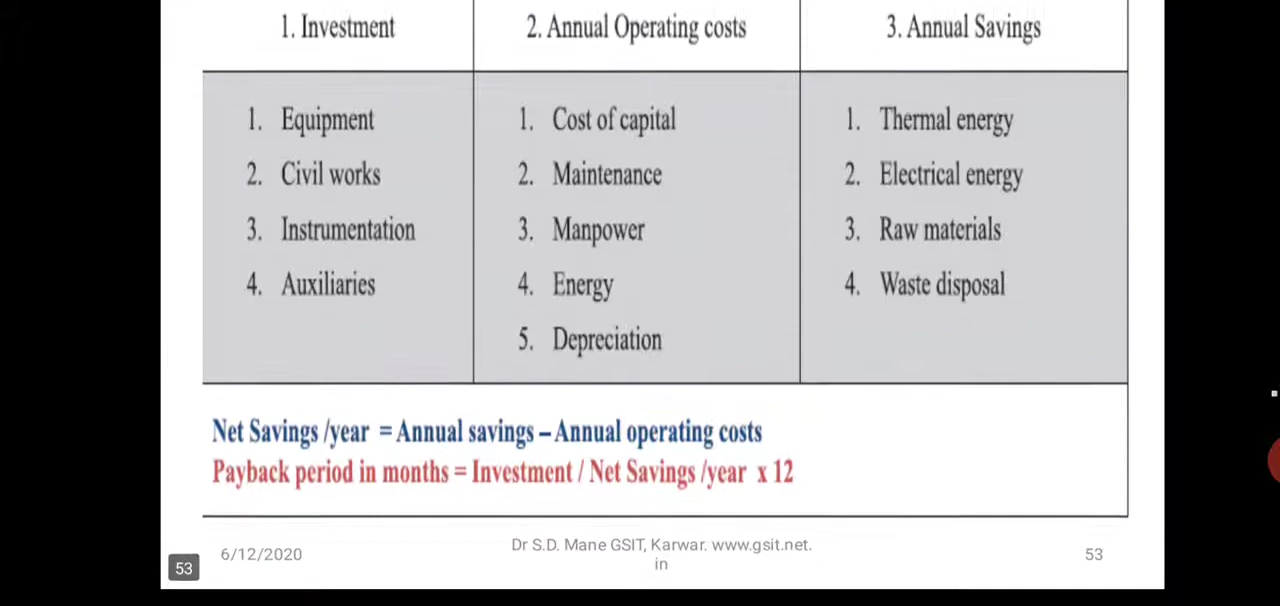 1. Investment
2. Annual Operating costs
3. Annual Savings
1. Equipment
2. Civil works
3. Instrumentation
4. Auxiliaries
1. Cost of capital
2. Maintenance
3. Manpower
4. Energy
5. Depreciation
1. Thermal energy
2. Electrical energy
3. Raw materials
4. Waste disposal
Net Savings /year = Annual savings – Annual operating costs
Payback period in months = Investment / Net Savings /year x 12
6/12/2020
Dr S.D. Mane GSIT, Karwar. www.gsit.net.
in
53
53